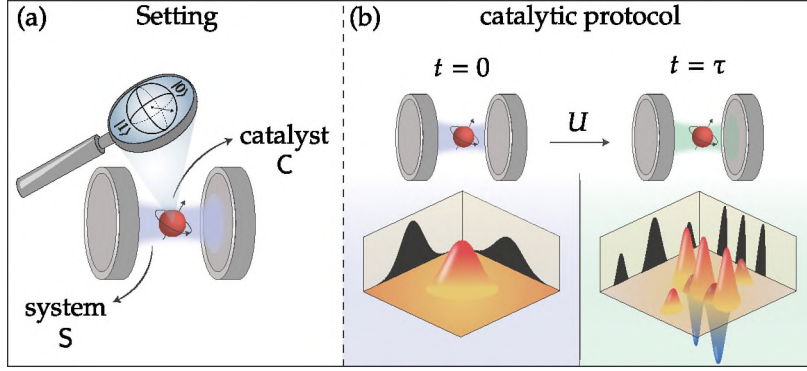 (a) Setting
|0⟩
|1⟩
catalyst
C
system
S
(b) catalytic protocol
t = 0
t = τ
U